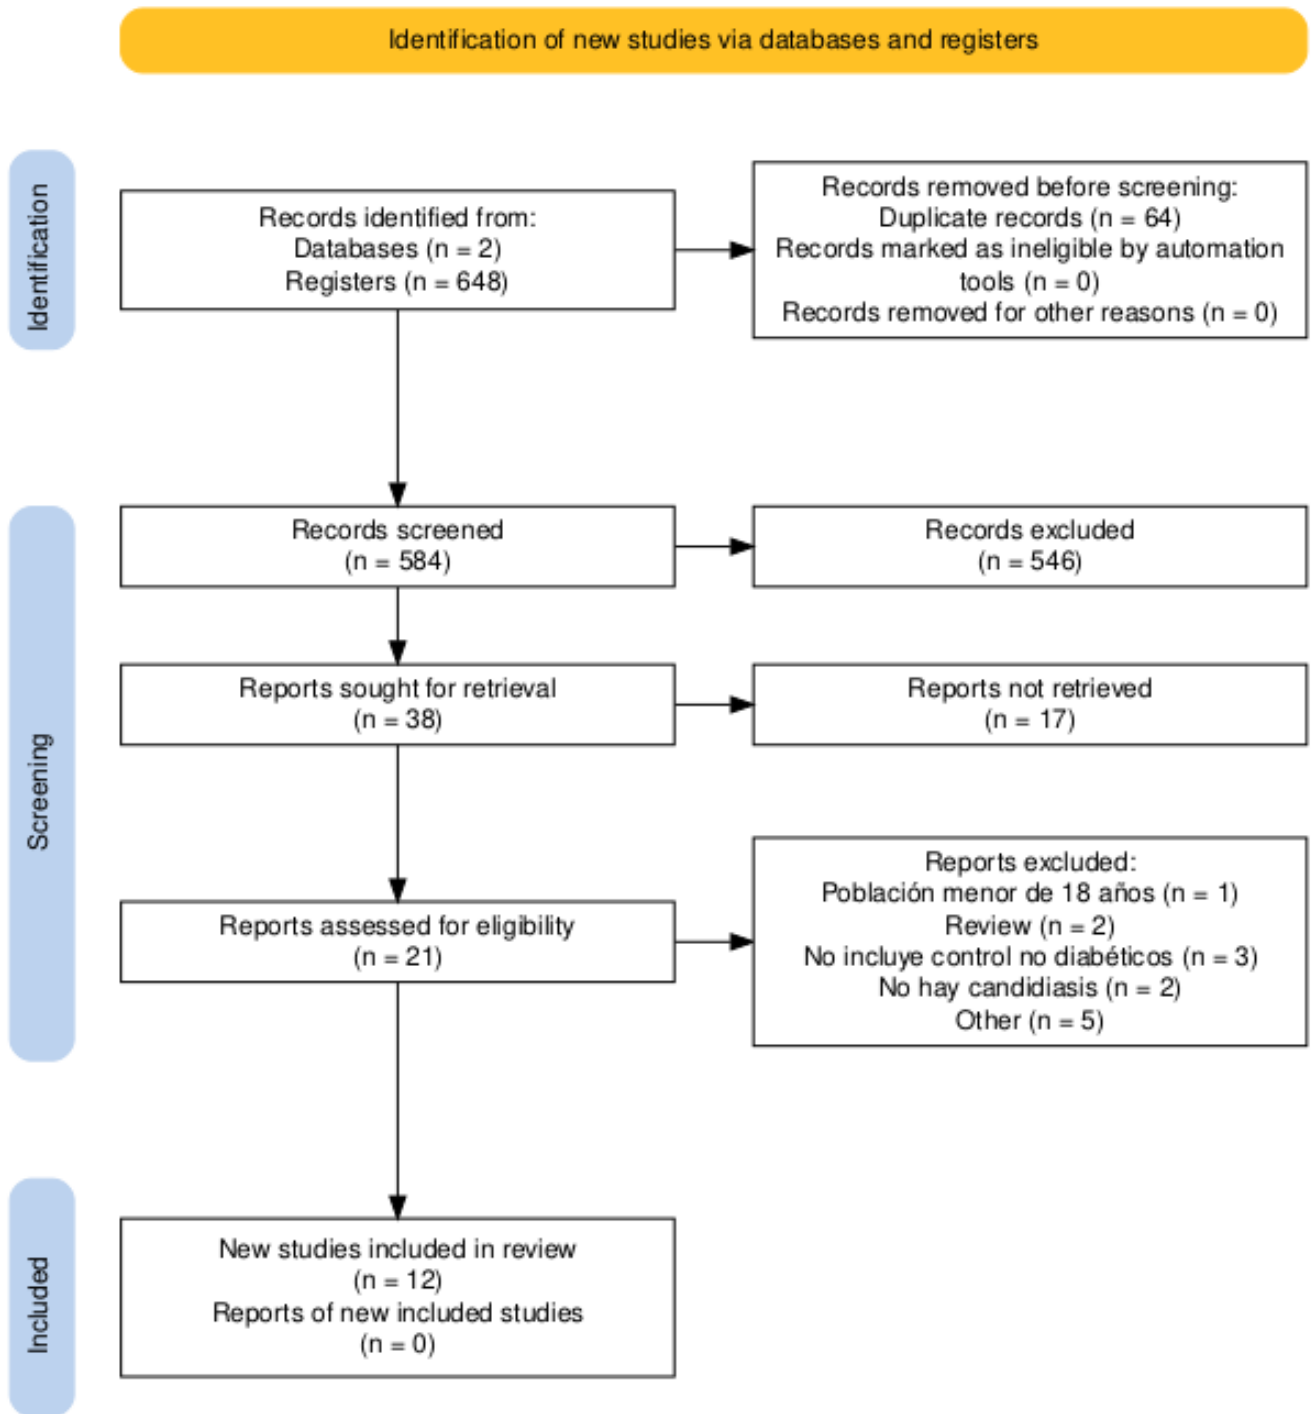 Identification of new studies via databases and registers
Identification
Records identified from:
Databases (n = 2)
Registers (n = 648)
Records removed before screening:
Duplicate records (n = 64)
Records marked as ineligible by automation
tools (n = 0)
Records removed for other reasons (n = 0)
Screening
Records screened
(n = 584)
Records excluded
(n = 546)
Reports sought for retrieval
(n = 38)
Reports not retrieved
(n = 17)
Reports assessed for eligibility
(n = 21)
Reports excluded:
Población menor de 18 años (n = 1)
Review (n = 2)
No incluye control no diabéticos (n = 3)
No hay candidiasis (n = 2)
Other (n = 5)
Included
New studies included in review
(n = 12)
Reports of new included studies
(n = 0)